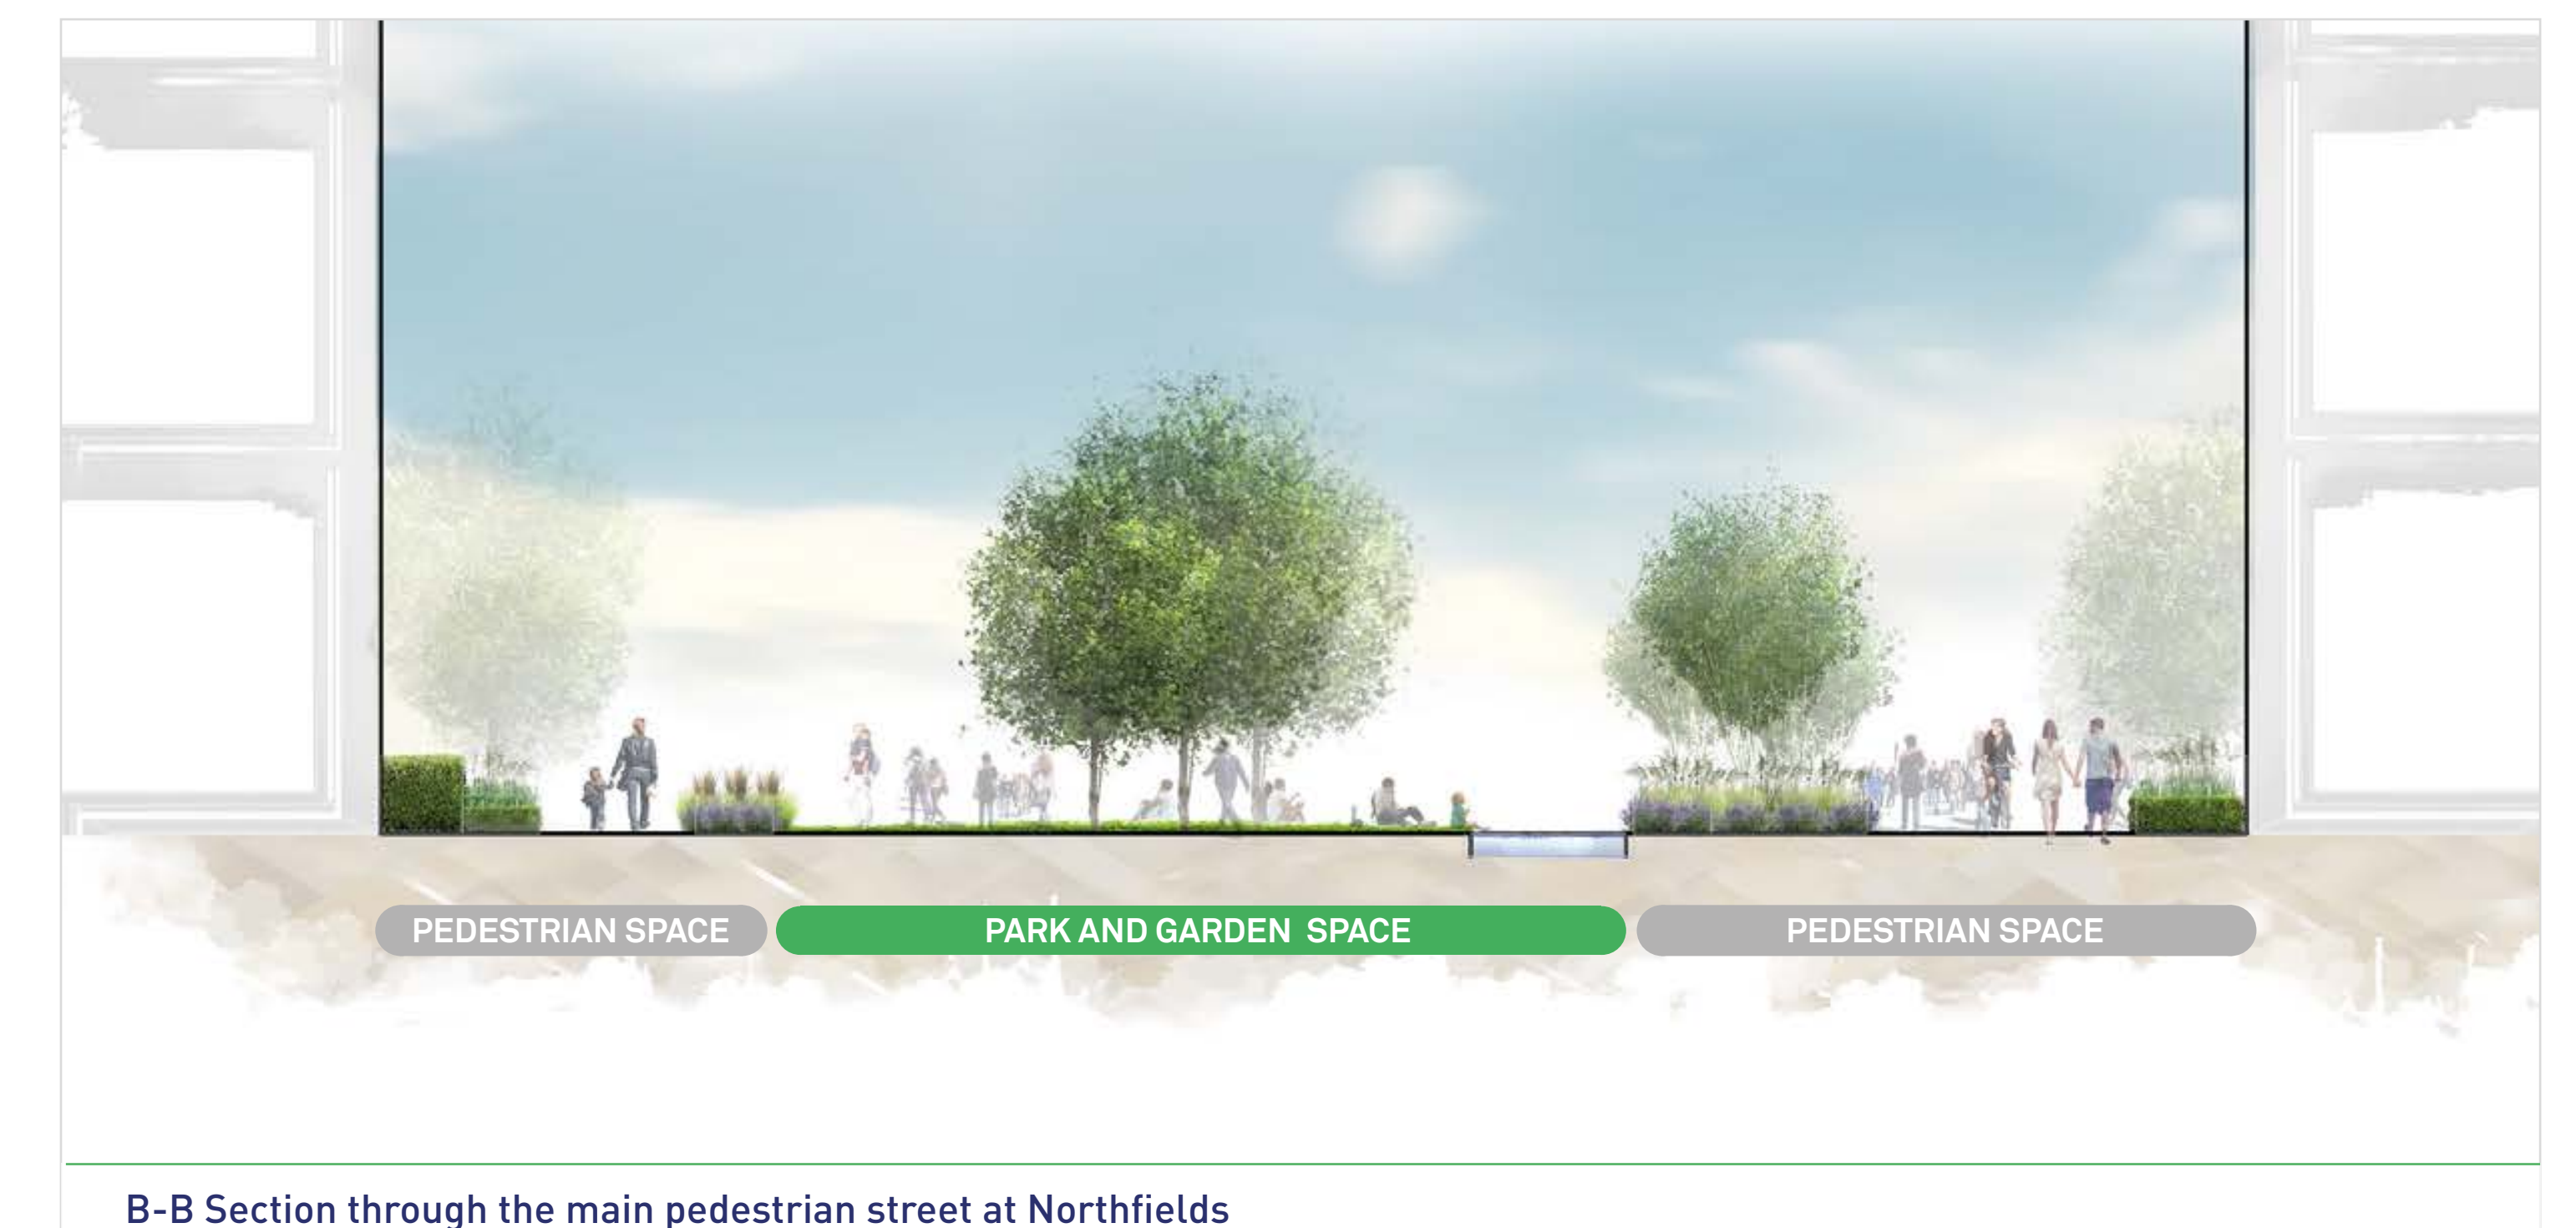 PEDESTRIAN SPACE
PARK AND GARDEN SPACE
PEDESTRIAN SPACE
B-B Section through the main pedestrian street at Northfields